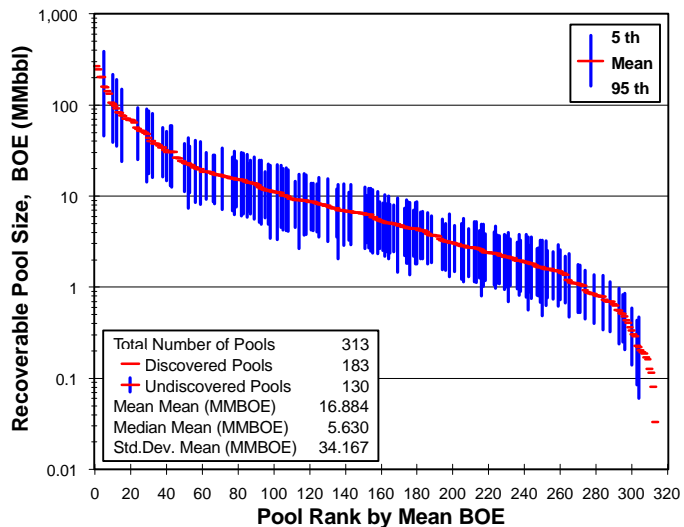 1,000
100
10
1
0.1
0.01
Recoverable Pool Size, BOE (MMbbl)
5 th
Mean
95 th
Total Number of Pools 313
Discovered Pools 183
Undiscovered Pools 130
Mean Mean (MMBOE) 16.884
Median Mean (MMBOE) 5.630
Std.Dev. Mean (MMBOE) 34.167
0 20 40 60 80 100 120 140 160 180 200 220 240 260 280 300 320
Pool Rank by Mean BOE